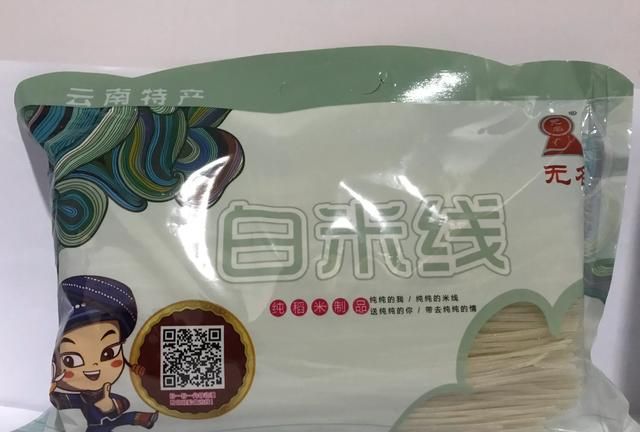 云南特产
无
白米线
纯稻米制品
纯纯的我 / 纯纯的米线
送纯纯的你 / 带去纯纯的情